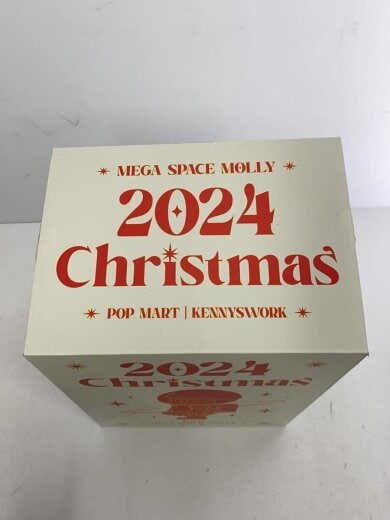 MEGA SPACE MOLLY
2024
Christmas
POP MART | KENNYSWORK
2024
Christmas